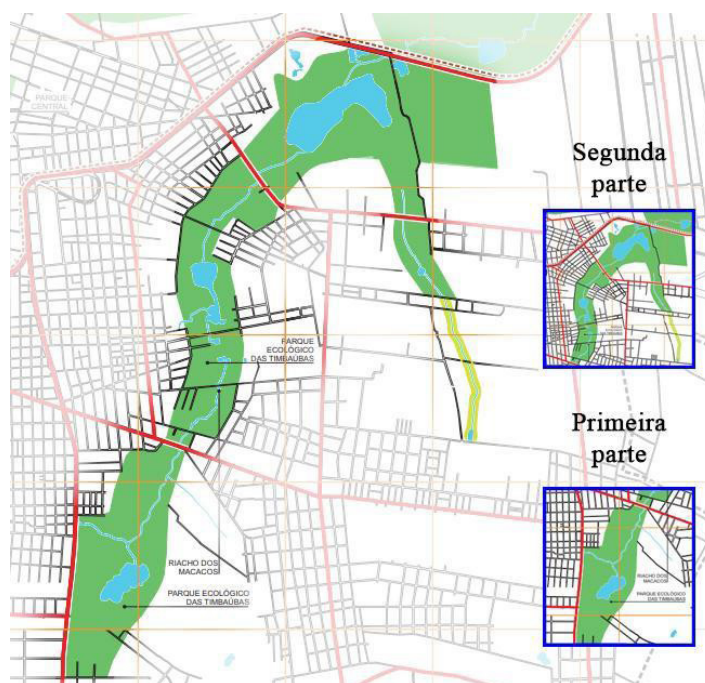 PARQUE
CENTRAL
Segunda
parte
PARQUE
ECOLÓGICO
DAS TIMBAÚBAS
Primeira
parte
RIACHO DOS
MACACOS
PARQUE ECOLÓGICO
DAS TIMBAÚBAS
RIACHO DOS
MACACOS
PARQUE ECOLÓGICO
DAS TIMBAÚBAS